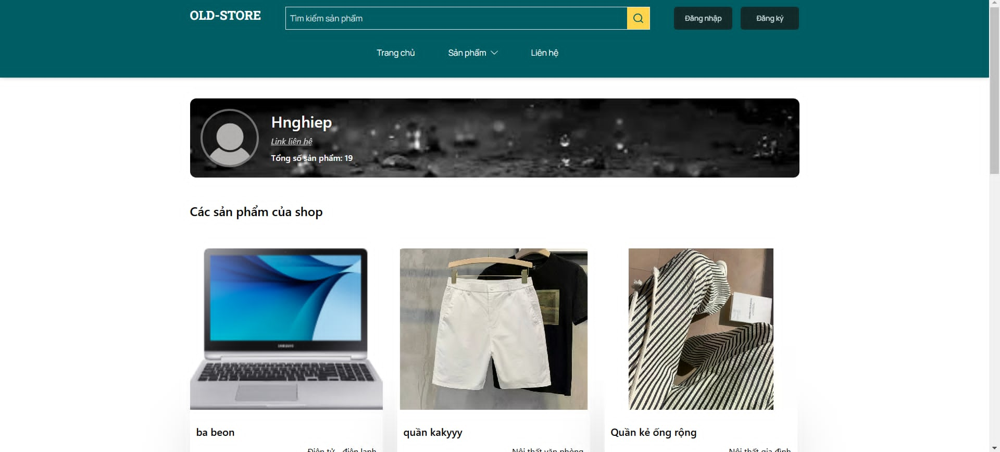 OLD-STORE
Tìm kiếm sản phẩm
Đăng nhập
Đăng ký
Trang chủ
Sản phẩm
Liên hệ
Hnghiep
Link liên hệ
Tổng số sản phẩm: 19
Các sản phẩm của shop
SAMSUNG
ba beon
quần kakyyy
Quần kẻ ống rộng
Điện tử - điện lạnh
Nội thất văn phòng
Nội thất gia đình